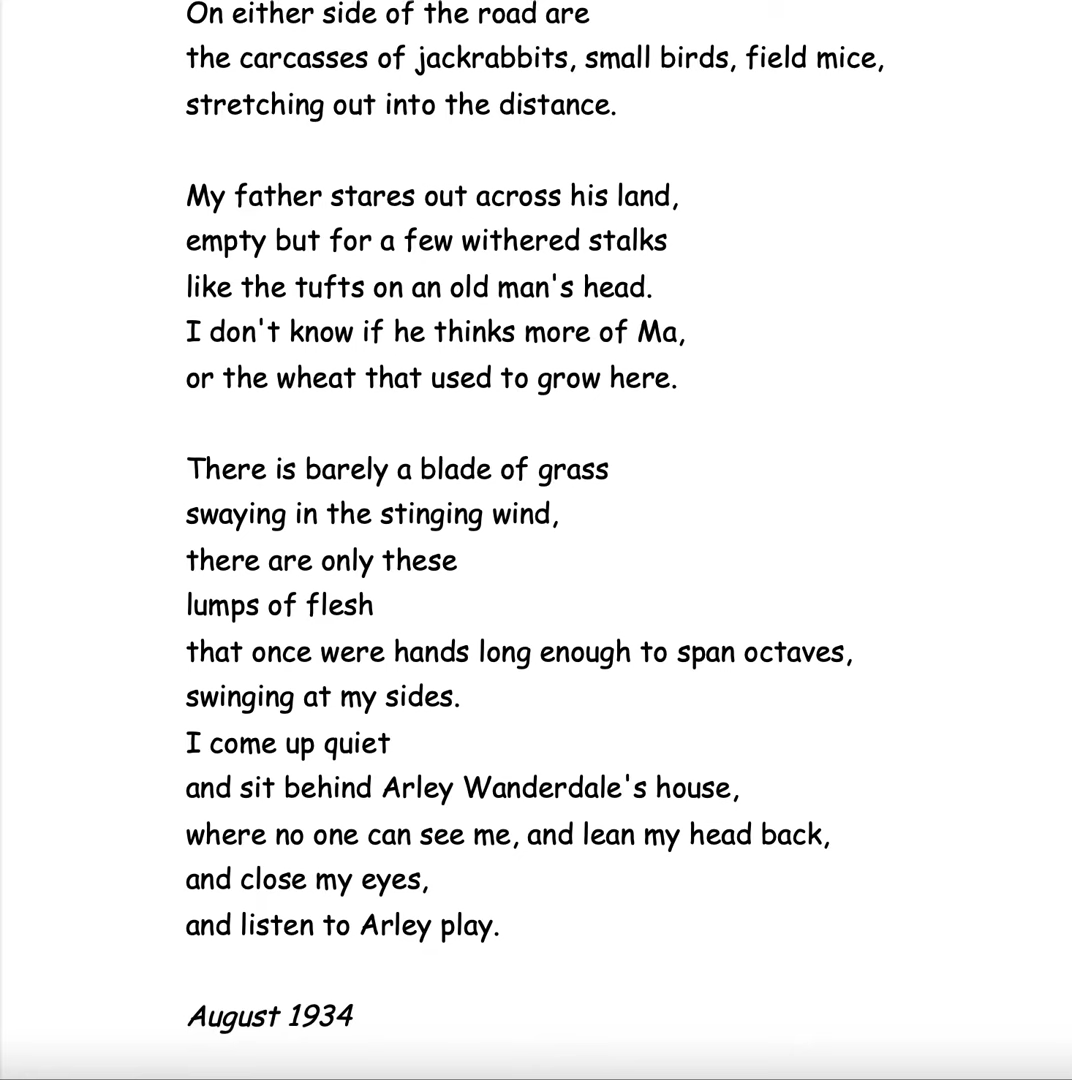 On either side of the road are
the carcasses of jackrabbits, small birds, field mice,
stretching out into the distance.
My father stares out across his land,
empty but for a few withered stalks
like the tufts on an old man's head.
I don't know if he thinks more of Ma,
or the wheat that used to grow here.
There is barely a blade of grass
swaying in the stinging wind,
there are only these
lumps of flesh
that once were hands long enough to span octaves,
swinging at my sides.
I come up quiet
and sit behind Arley Wanderdale's house,
where no one can see me, and lean my head back,
and close my eyes,
and listen to Arley play.
August 1934